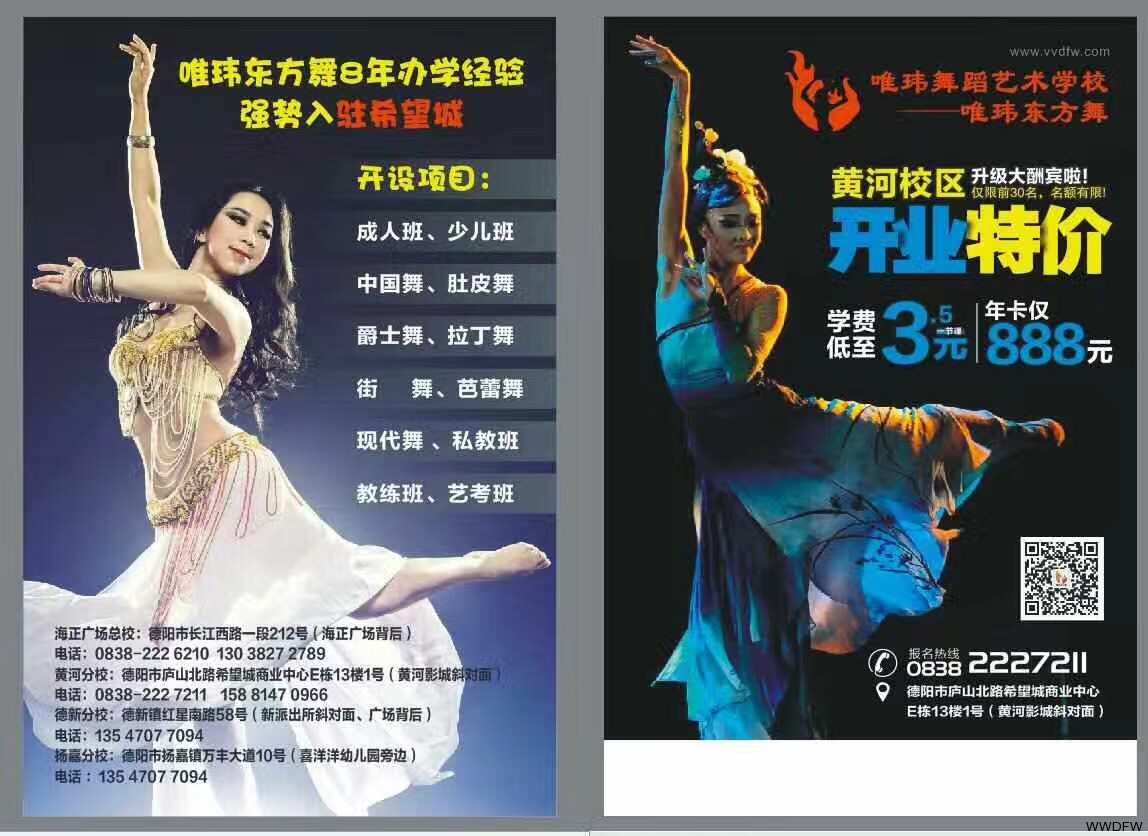 唯玮东方舞8年办学经验
强势入驻希望城
开设项目：
成人班、少儿班
中国舞、肚皮舞
爵士舞、拉丁舞
街 舞、芭蕾舞
现代舞 、私教班
教练班、艺考班
海正广场总校：德阳市长江西路一段212号（海正广场背后）
电话：0838-222 6210 130 3827 2789
黄河分校：德阳市庐山北路希望城商业中心E栋13楼1号（黄河影城斜对面）
电话：0838-222 7211 158 8147 0966
德新分校：德新镇红星南路58号（新派出所斜对面、广场背后）
电话：135 4707 7094
扬嘉分校：德阳市扬嘉镇万丰大道10号（喜洋洋幼儿园旁边）
电话：135 4707 7094
www.vvdfw.com
唯玮舞蹈艺术学校
——唯玮东方舞
黄河校区 升级大酬宾啦！
仅限前30名，名额有限!
开业特价
学费低至3.5元一节课
年卡仅888元
报名热线
0838 2227211
德阳市庐山北路希望城商业中心
E栋13楼1号（黄河影城斜对面）
WWDFW